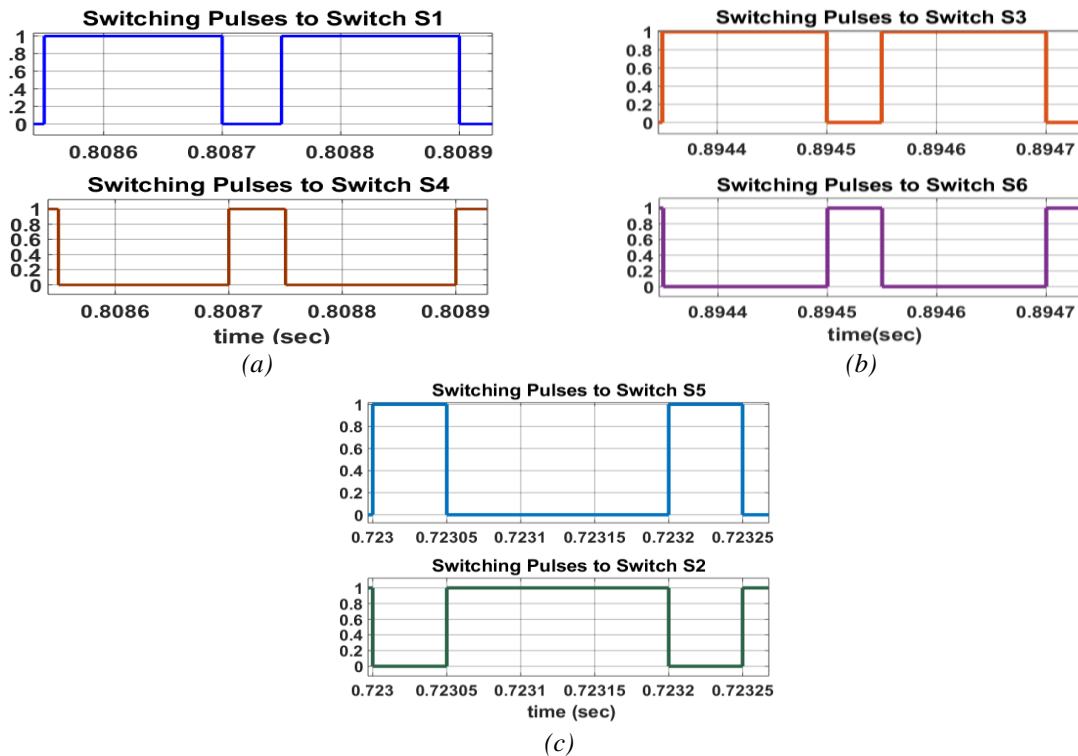 Switching Pulses to Switch S1
1
.8
.6
.4
.2
0
0.8086 0.8087 0.8088 0.8089
Switching Pulses to Switch S4
1
0.8
0.6
0.4
0.2
0
0.8086 0.8087 0.8088 0.8089
time (sec)
(a)
Switching Pulses to Switch S3
1
0.8
0.6
0.4
0.2
0
0.8944 0.8945 0.8946 0.8947
Switching Pulses to Switch S6
1
0.8
0.6
0.4
0.2
0
0.8944 0.8945 0.8946 0.8947
time(sec)
(b)
Switching Pulses to Switch S5
1
0.8
0.6
0.4
0.2
0
0.723 0.72305 0.7231 0.72315 0.7232 0.72325
Switching Pulses to Switch S2
1
0.8
0.6
0.4
0.2
0
0.723 0.72305 0.7231 0.72315 0.7232 0.72325
time (sec)
(c)